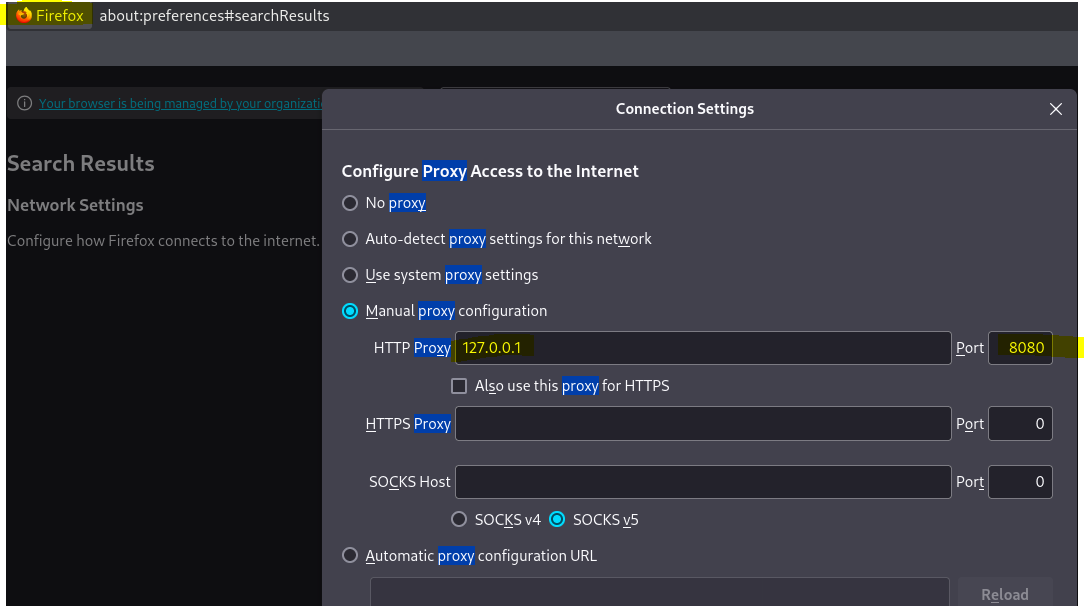 Firefox about:preferences#searchResults
Your browser is being managed by your organizati
Connection Settings
Search Results
Network Settings
Configure how Firefox connects to the internet.
Configure Proxy Access to the Internet
No proxy
Auto-detect proxy settings for this network
Use system proxy settings
Manual proxy configuration
HTTP Proxy 127.0.0.1 Port 8080
Also use this proxy for HTTPS
HTTPS Proxy Port 0
SOCKS Host Port 0
SOCKS v4 SOCKS v5
Automatic proxy configuration URL
Reload